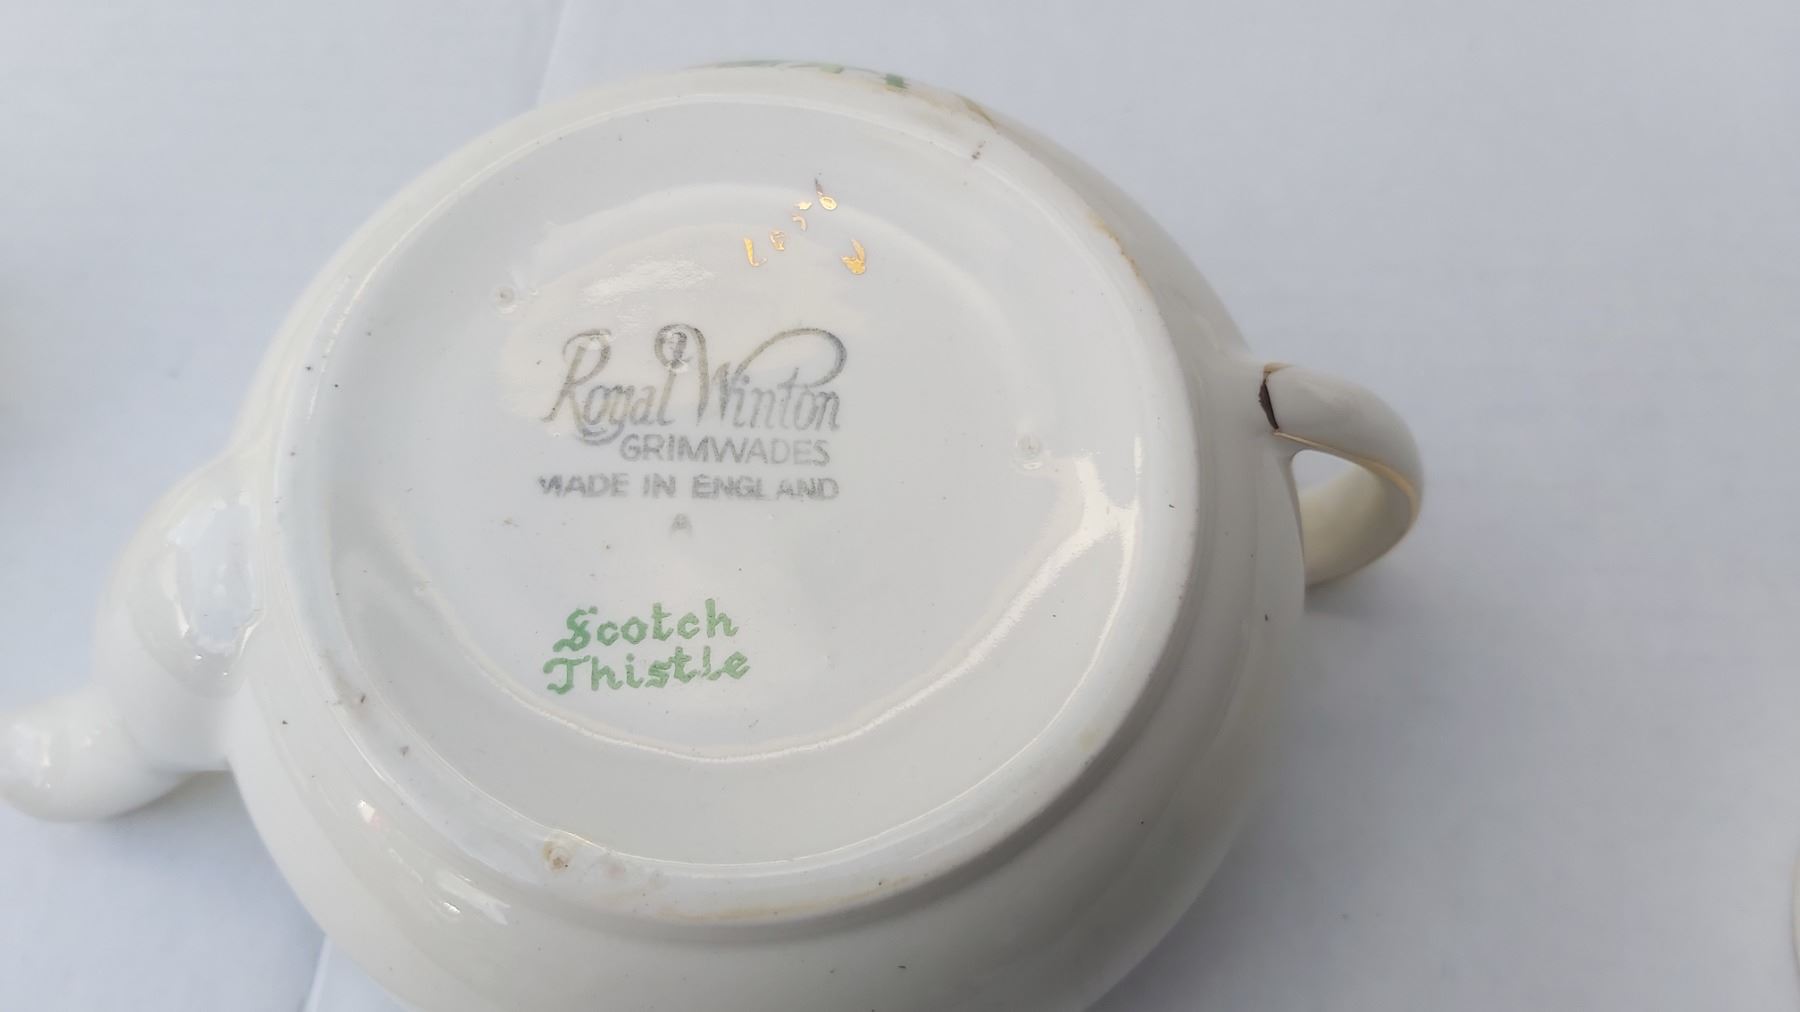 Royal Winton
GRIMWADES
MADE IN ENGLAND
A
Scotch
Thistle